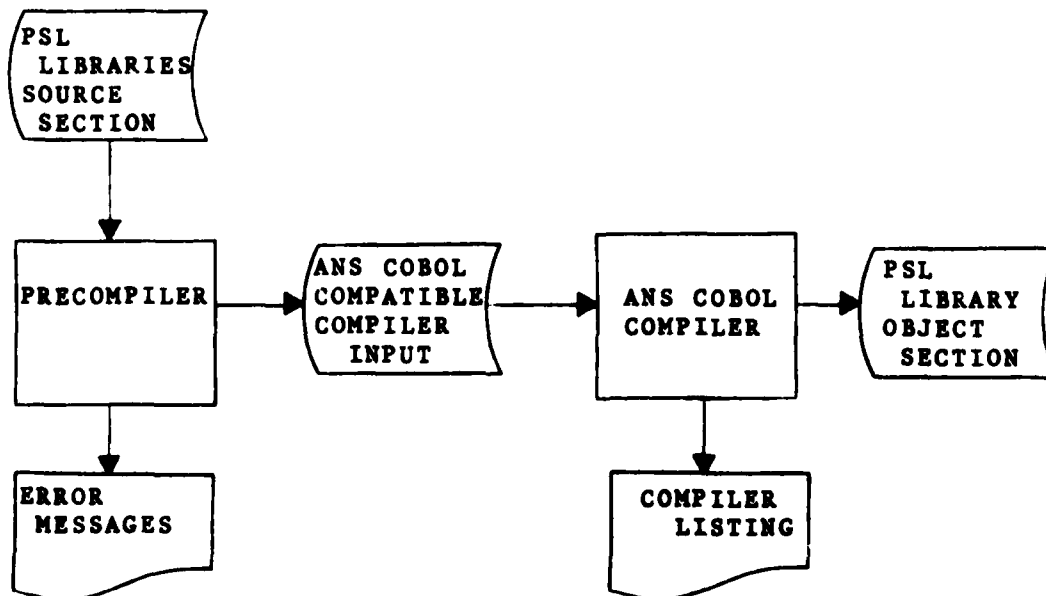 PSL
LIBRARIES
SOURCE
SECTION
PRECOMPILER
ANS COBOL
COMPATIBLE
COMPILER
INPUT
ANS COBOL
COMPILER
PSL
LIBRARY
OBJECT
SECTION
ERROR
MESSAGES
COMPILER
LISTING